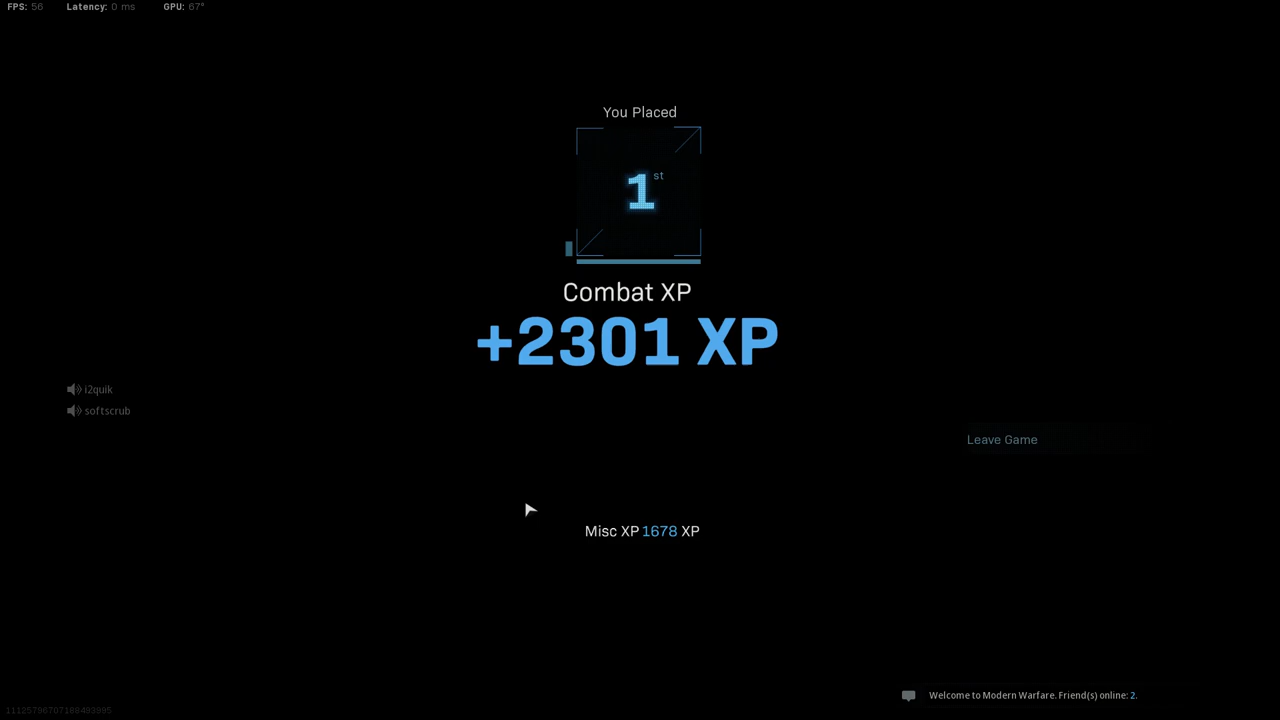 FPS: 56 Latency: 0 ms GPU: 67°
You Placed
1st
Combat XP
+2301 XP
i2quik
softscrub
Leave Game
Misc XP 1678 XP
Welcome to Modern Warfare. Friend(s) online: 2.